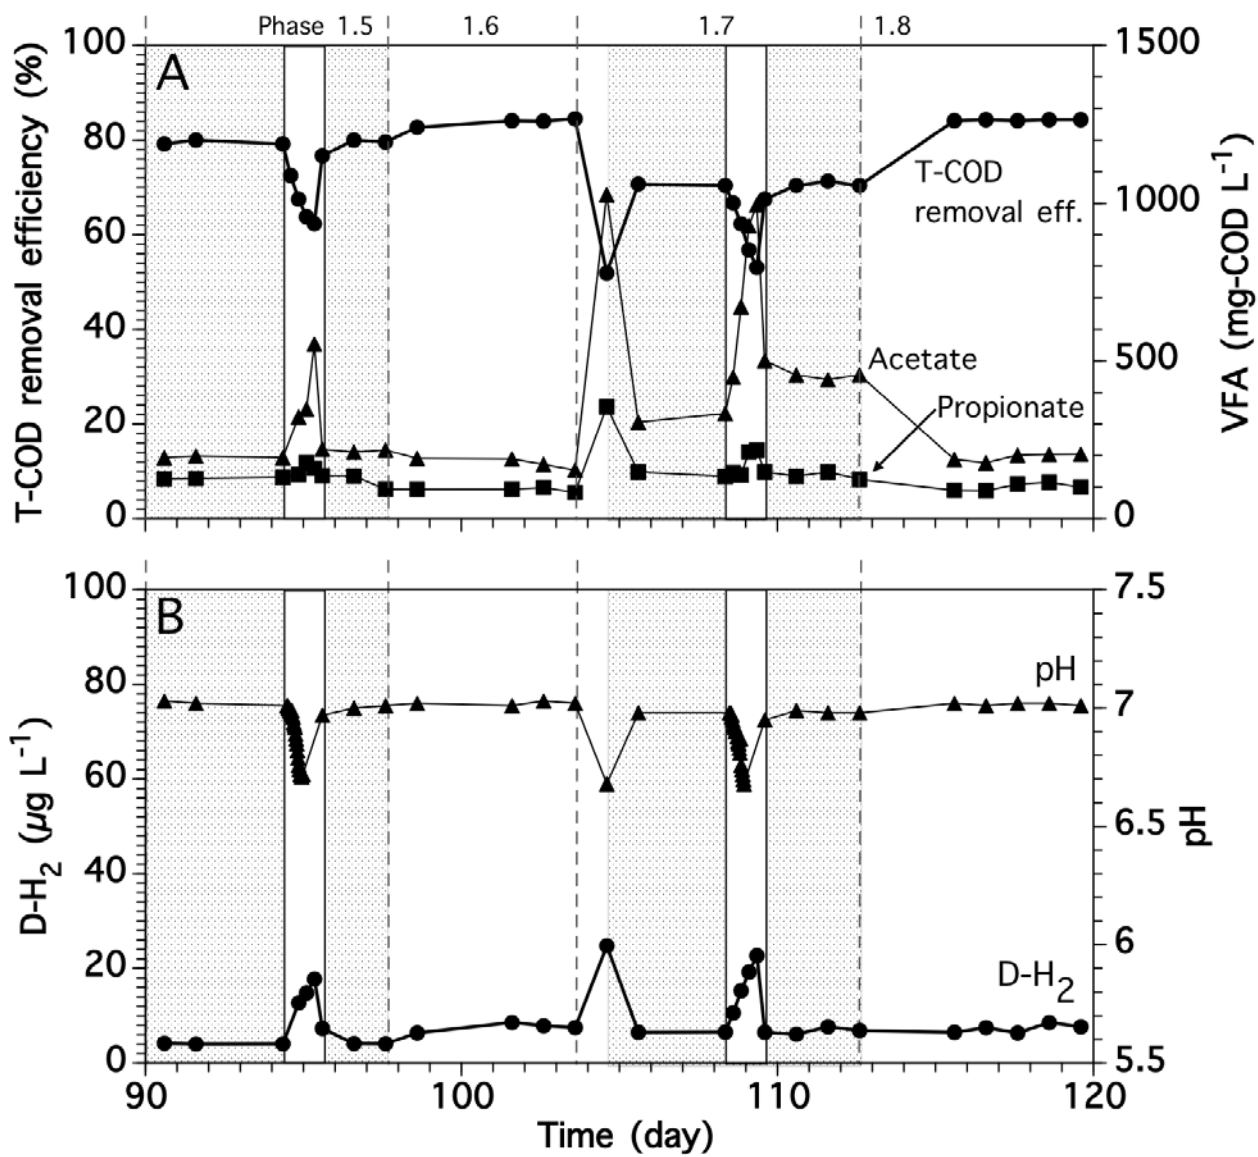 Phase 1.5 1.6 1.7 1.8
A
T-COD removal efficiency (%)
100
80
60
40
20
0
T-COD
removal eff.
Acetate
Propionate
1500
1000
500
0
VFA (mg-COD L-1)
B
D-H2 (µg L-1)
100
80
60
40
20
0
pH
D-H2
7.5
7
6.5
6
5.5
pH
90 100 110 120
Time (day)